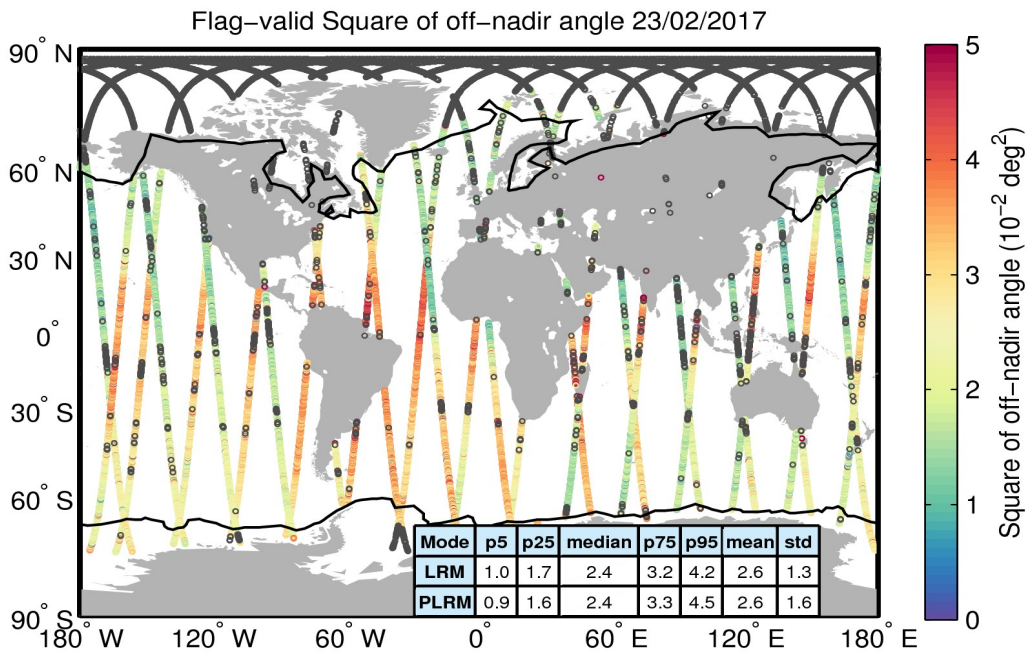 Flag-valid Square of off-nadir angle 23/02/2017
90° N
60° N
30° N
0°
30° S
60° S
90° S
180° W
120° W
60° W
0°
60° E
120° E
180° E
Mode p5 p25 median p75 p95 mean std
LRM 1.0 1.7 2.4 3.2 4.2 2.6 1.3
PLRM 0.9 1.6 2.4 3.3 4.5 2.6 1.6
5
4
3
2
1
0
Square of off-nadir angle (10⁻² deg²)